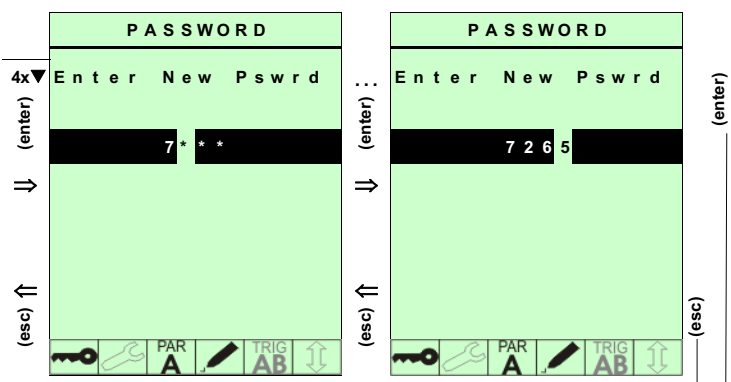 PASSWORD
4x▼ Enter New Pswrd
(enter)
⇒
7***
⇐
(esc)
PAR A TRIG AB
PASSWORD
... Enter New Pswrd
(enter)
⇒
7265
⇐
(esc)
PAR A TRIG AB
(enter)
(esc)